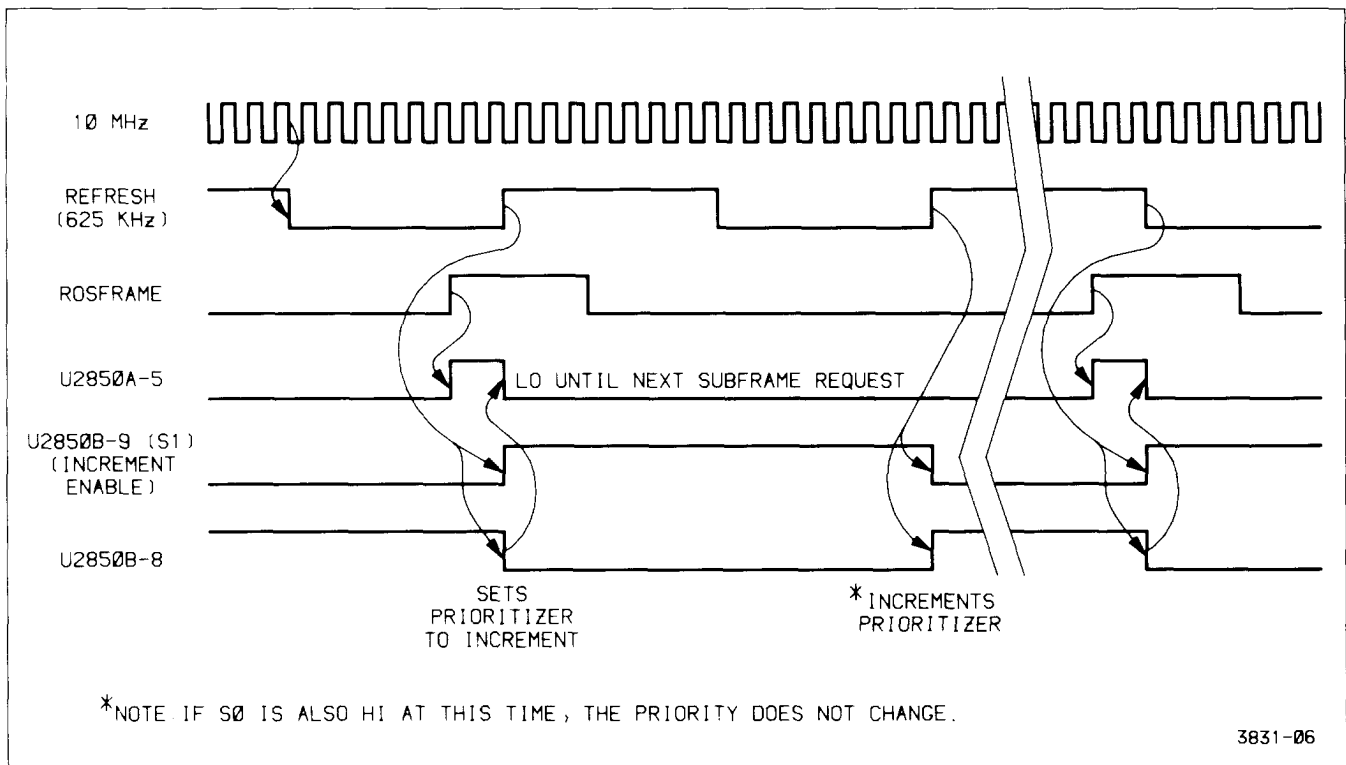 10 MHz
REFRESH
(625 KHz)
ROSFRAME
U2850A-5
LO UNTIL NEXT SUBFRAME REQUEST
U2850B-9 (S1)
(INCREMENT
ENABLE)
U2850B-8
SETS
PRIORITIZER
TO INCREMENT
*INCREMENTS
PRIORITIZER
*NOTE IF S0 IS ALSO HI AT THIS TIME, THE PRIORITY DOES NOT CHANGE.
3831-06